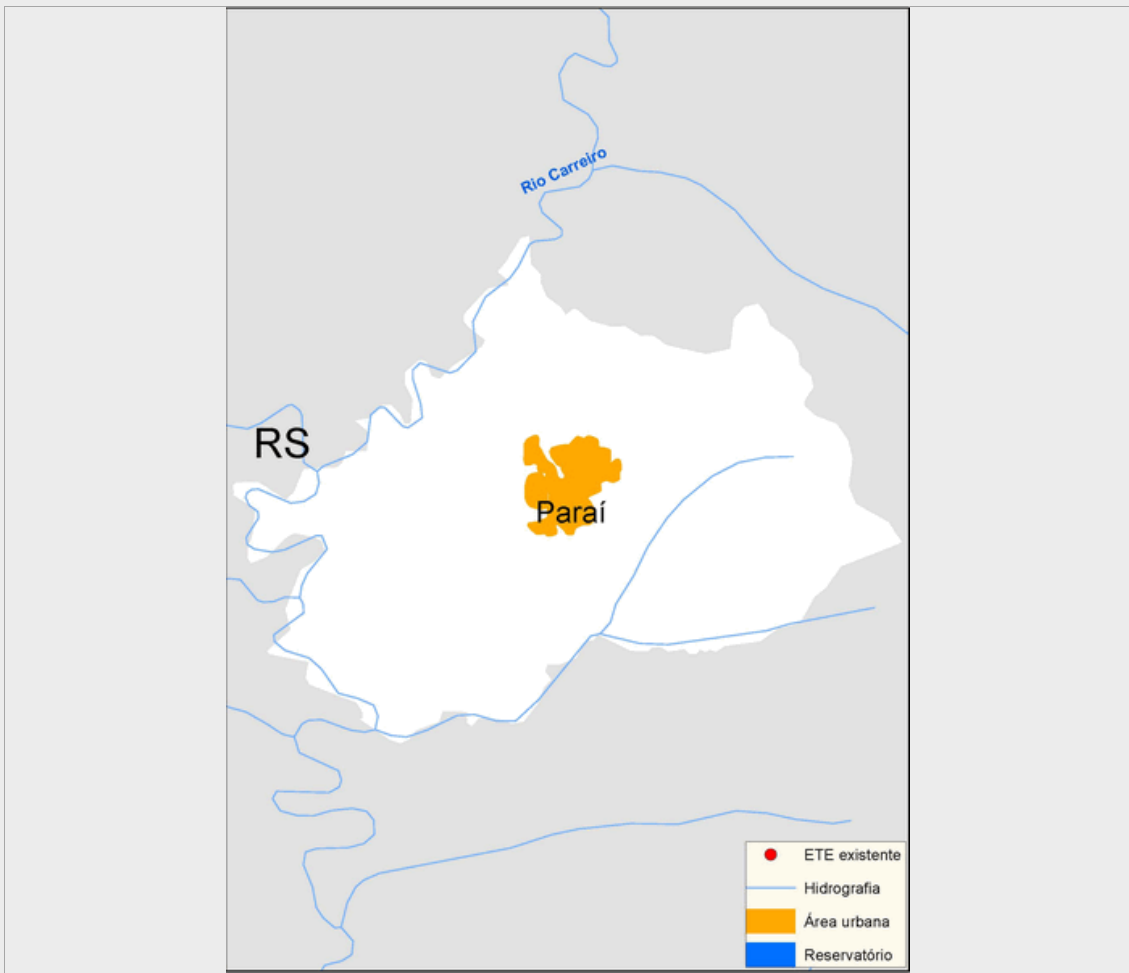 Rio Carreiro
RS
Paraí
ETE existente
Hidrografia
Área urbana
Reservatório